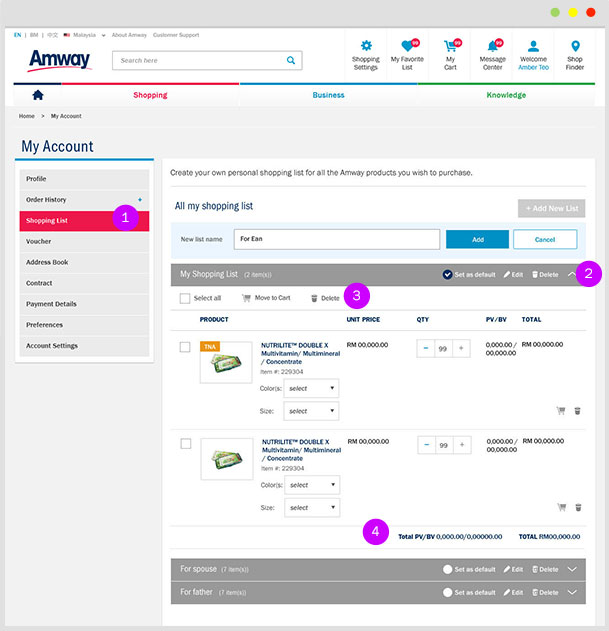 EN | BM | 中文 Malaysia About Amway Customer Support
Amway
Search here
Shopping Settings
99
My Favorite List
99
My Cart
99
Message Center
Welcome Amber Teo
Shop Finder
Shopping Business Knowledge
Home > My Account
My Account
Profile
Order History +
Shopping List 1
Voucher
Address Book
Contract
Payment Details
Preferences
Account Settings
Create your own personal shopping list for all the Amway products you wish to purchase.
All my shopping list + Add New List
New list name For Ean Add Cancel
My Shopping List (2 item(s)) Set as default Edit Delete 2
Select all Move to Cart Delete 3
PRODUCT UNIT PRICE QTY PV/BV TOTAL
TNA
NUTRILITE™ DOUBLE X RM 00,000.00 − 99 + 0,000.00 / RM 00,000.00
Multivitamin/ Multimineral 00,000.00
/ Concentrate
Item #: 229304
Color(s: select
Size: select
NUTRILITE™ DOUBLE X RM 00,000.00 − 99 + 0,000.00 / RM 00,000.00
Multivitamin/ Multimineral 00,000.00
/ Concentrate
Item #: 229304
Color(s: select
Size: select
4 Total PV/BV 0,000.00/0,00000.00 TOTAL RM00,000.00
For spouse (7 item(s)) Set as default Edit Delete
For father (7 item(s)) Set as default Edit Delete